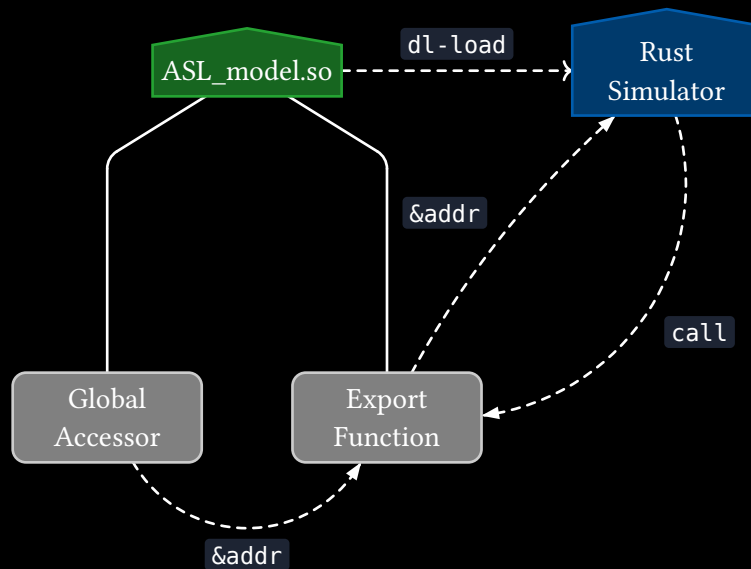 ASL_model.so
dl-load
Rust
Simulator
&addr
call
Global
Accessor
Export
Function
&addr